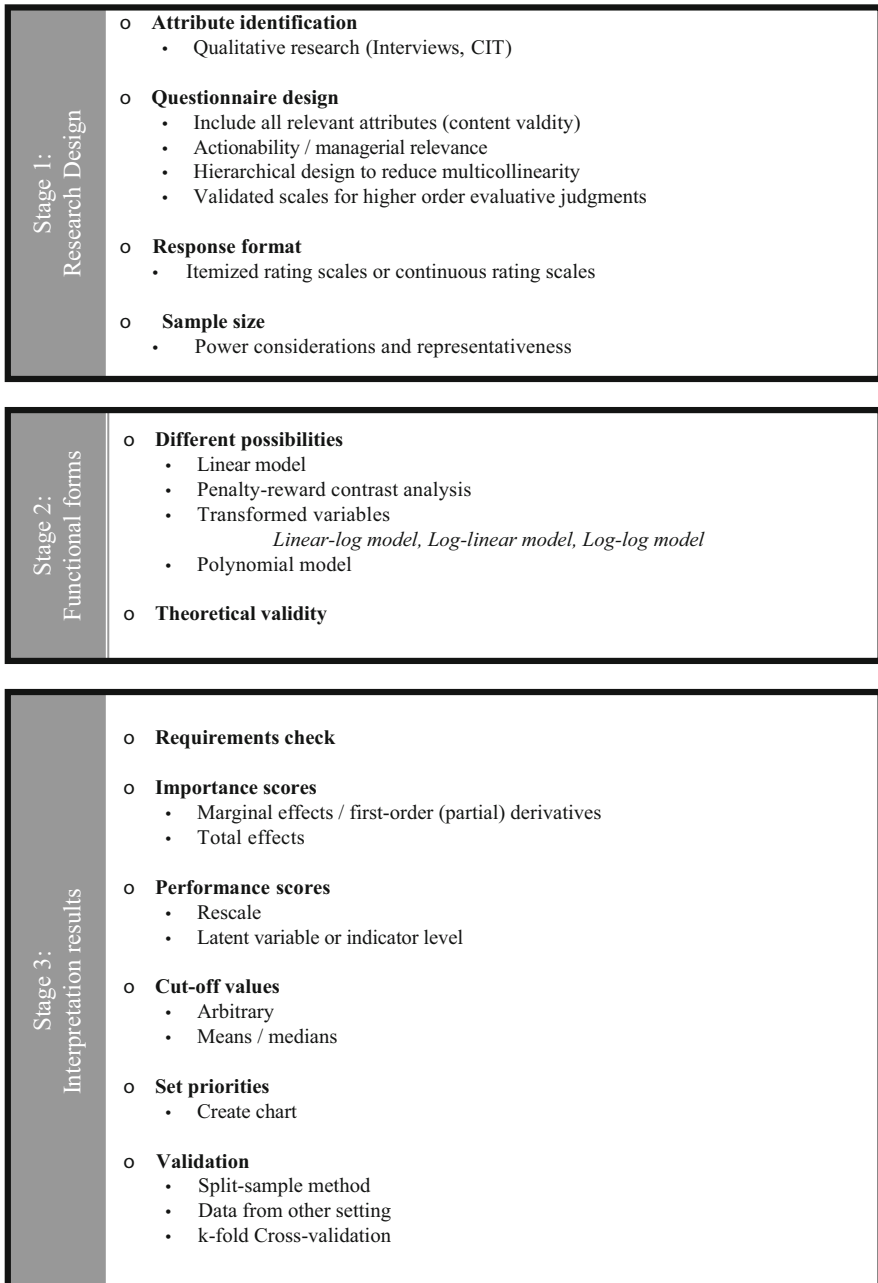 Stage 1:
Research Design
o Attribute identification
• Qualitative research (Interviews, CIT)
o Questionnaire design
• Include all relevant attributes (content valdity)
• Actionability / managerial relevance
• Hierarchical design to reduce multicollinearity
• Validated scales for higher order evaluative judgments
o Response format
• Itemized rating scales or continuous rating scales
o Sample size
• Power considerations and representativeness
Stage 2:
Functional forms
o Different possibilities
• Linear model
• Penalty-reward contrast analysis
• Transformed variables
Linear-log model, Log-linear model, Log-log model
• Polynomial model
o Theoretical validity
Stage 3:
Interpretation results
o Requirements check
o Importance scores
• Marginal effects / first-order (partial) derivatives
• Total effects
o Performance scores
• Rescale
• Latent variable or indicator level
o Cut-off values
• Arbitrary
• Means / medians
o Set priorities
• Create chart
o Validation
• Split-sample method
• Data from other setting
• k-fold Cross-validation